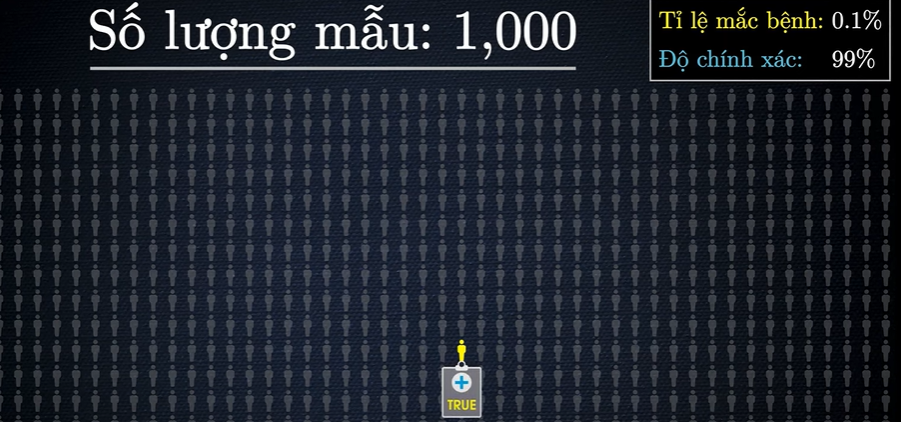 Số lượng mẫu: 1,000
Tỉ lệ mắc bệnh: 0.1%
Độ chính xác: 99%
TRUE